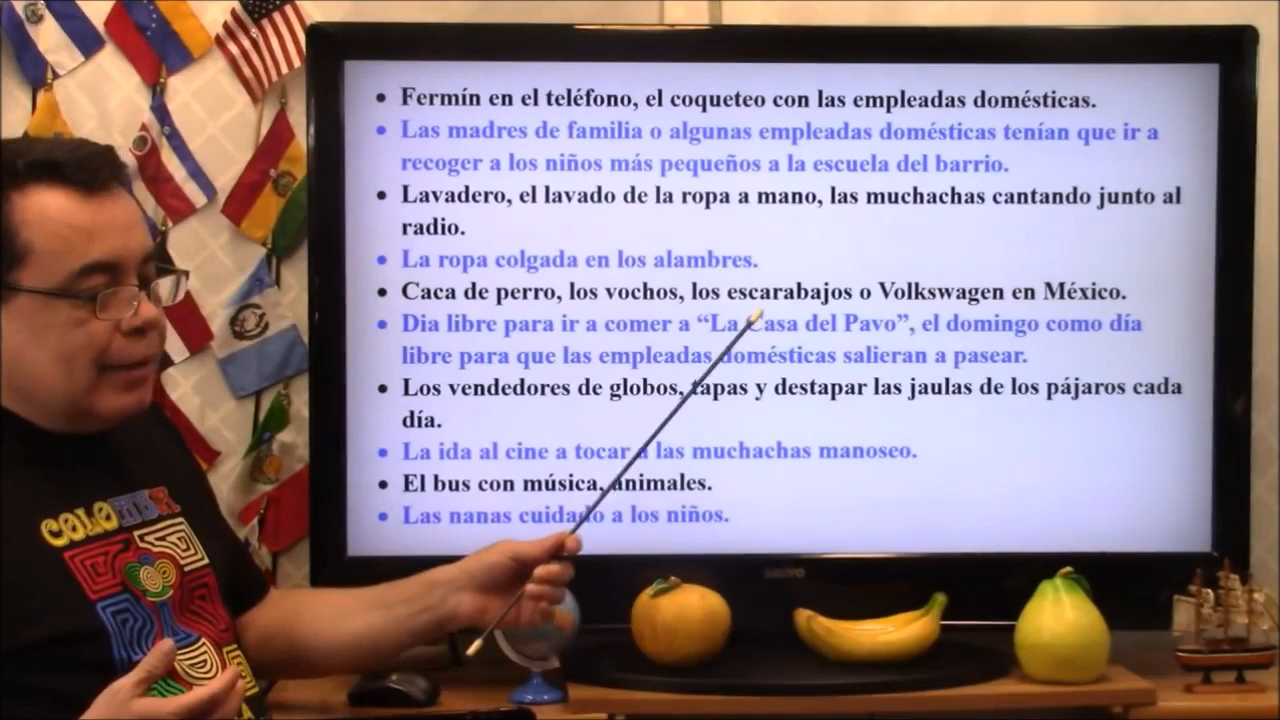 • Fermín en el teléfono, el coqueteo con las empleadas domésticas.
• Las madres de familia o algunas empleadas domésticas tenían que ir a
recoger a los niños más pequeños a la escuela del barrio.
• Lavadero, el lavado de la ropa a mano, las muchachas cantando junto al
radio.
• La ropa colgada en los alambres.
• Caca de perro, los vochos, los escarabajos o Volkswagen en México.
• Dia libre para ir a comer a “La Casa del Pavo”, el domingo como día
libre para que las empleadas domésticas salieran a pasear.
• Los vendedores de globos, tapas y destapar las jaulas de los pájaros cada
día.
• La ida al cine a tocar a las muchachas manoseo.
• El bus con música, animales.
• Las nanas cuidado a los niños.
COLOMBIA